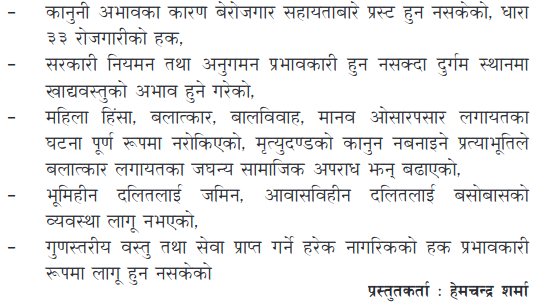 – कानुनी अभावका कारण बेरोजगार सहायताबारे प्रस्ट हुन नसकेको, धारा
३३ रोजगारीको हक,
– सरकारी नियमन तथा अनुगमन प्रभावकारी हुन नसक्दा दुर्गम स्थानमा
खाद्यवस्तुको अभाव हुने गरेको,
– महिला हिंसा, बलात्कार, बालविवाह, मानव ओसारपसार लगायतका
घटना पूर्ण रूपमा नरोकिएको, मृत्युदण्डको कानुन नबनाइने प्रत्याभूतिले
बलात्कार लगायतका जघन्य सामाजिक अपराध झन् बढाएको,
– भूमिहीन दलितलाई जमिन, आवासविहीन दलितलाई बसोबासको
व्यवस्था लागू नभएको,
– गुणस्तरीय वस्तु तथा सेवा प्राप्त गर्ने हरेक नागरिकको हक प्रभावकारी
रूपमा लागू हुन नसकेको
प्रस्तुतकर्ता : हेमचन्द्र शर्मा